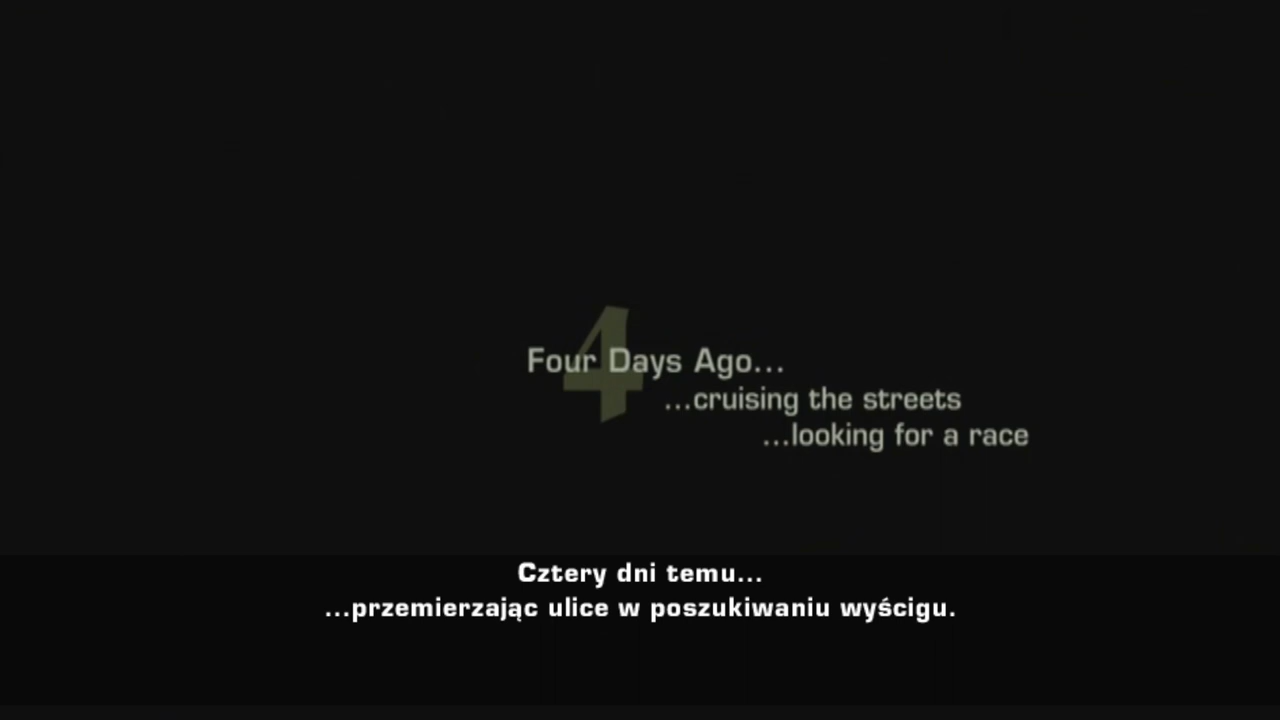 4
Four Days Ago...
...cruising the streets
...looking for a race
Cztery dni temu...
...przemierzając ulice w poszukiwaniu wyścigu.